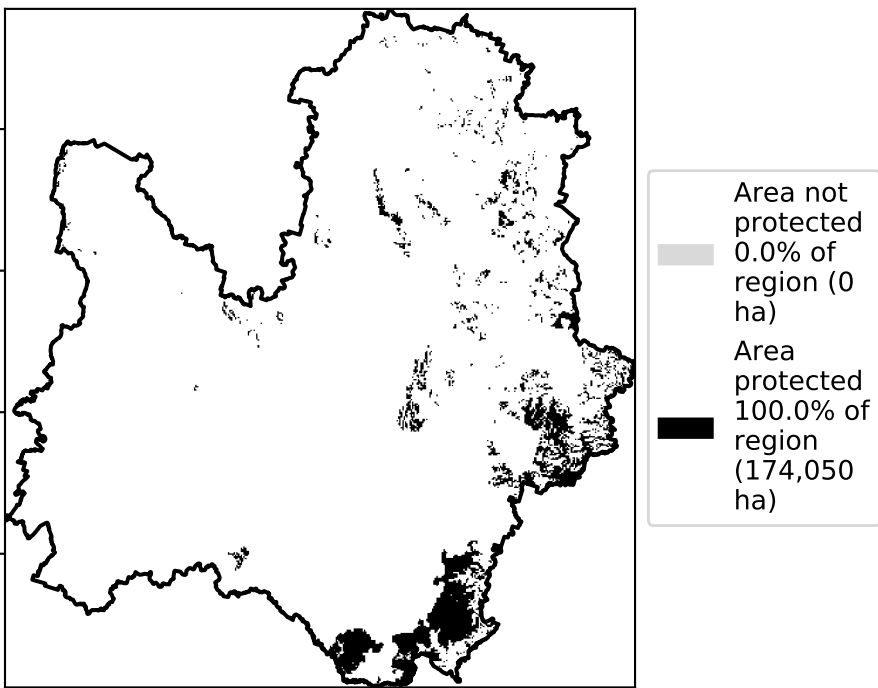 Area not
protected
0.0% of
region (0
ha)
Area
protected
100.0% of
region
(174,050
ha)